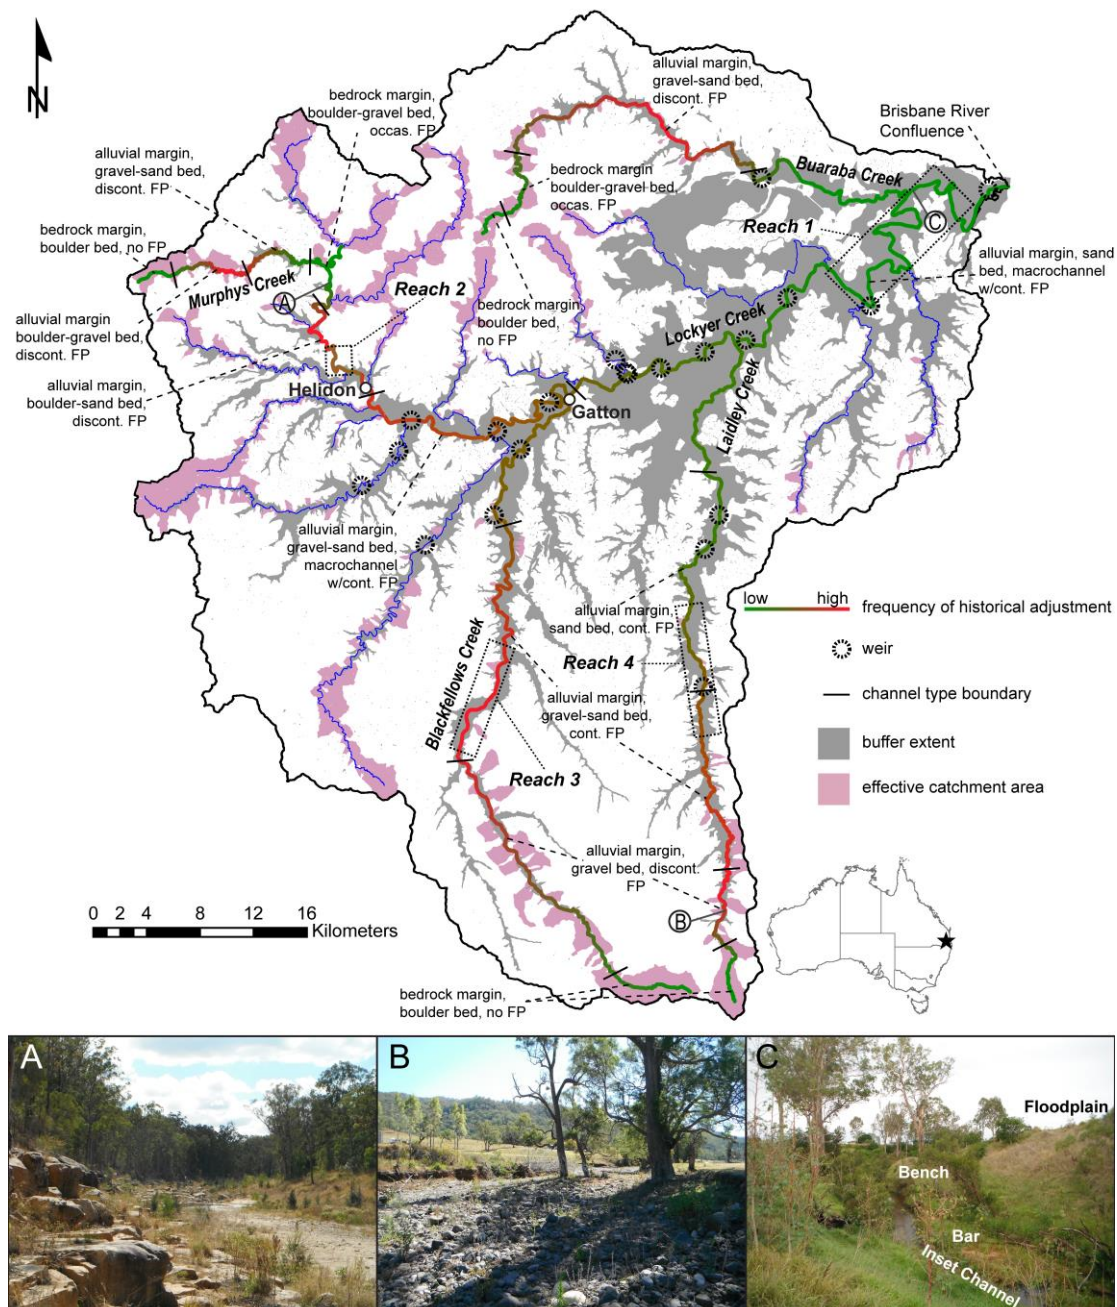 N
alluvial margin,
gravel-sand bed,
discont. FP
bedrock margin,
boulder-gravel bed,
occas. FP
Brisbane River
Confluence
alluvial margin,
gravel-sand bed,
discont. FP
Buaraba Creek
bedrock margin
boulder-gravel bed,
occas. FP
bedrock margin,
boulder bed, no FP
Reach 1
C
Murphys Creek
Reach 2
A
alluvial margin, sand
bed, macrochannel
w/cont. FP
bedrock margin
boulder bed,
no FP
alluvial margin
boulder-gravel bed,
discont. FP
Lockyer Creek
alluvial margin,
boulder-sand bed,
discont. FP
Helidon
Gatton
Laidley Creek
alluvial margin,
gravel-sand bed,
macrochannel
w/cont. FP
alluvial margin,
sand bed, cont. FP
Reach 4
Blackfellows Creek
alluvial margin,
gravel-sand bed,
cont. FP
Reach 3
alluvial margin,
gravel bed, discont.
FP
B
bedrock margin,
boulder bed, no FP
low high
frequency of historical adjustment
weir
channel type boundary
buffer extent
effective catchment area
0 2 4 8 12 16
Kilometers
A
B
C
Floodplain
Bench
Bar
Inset Channel